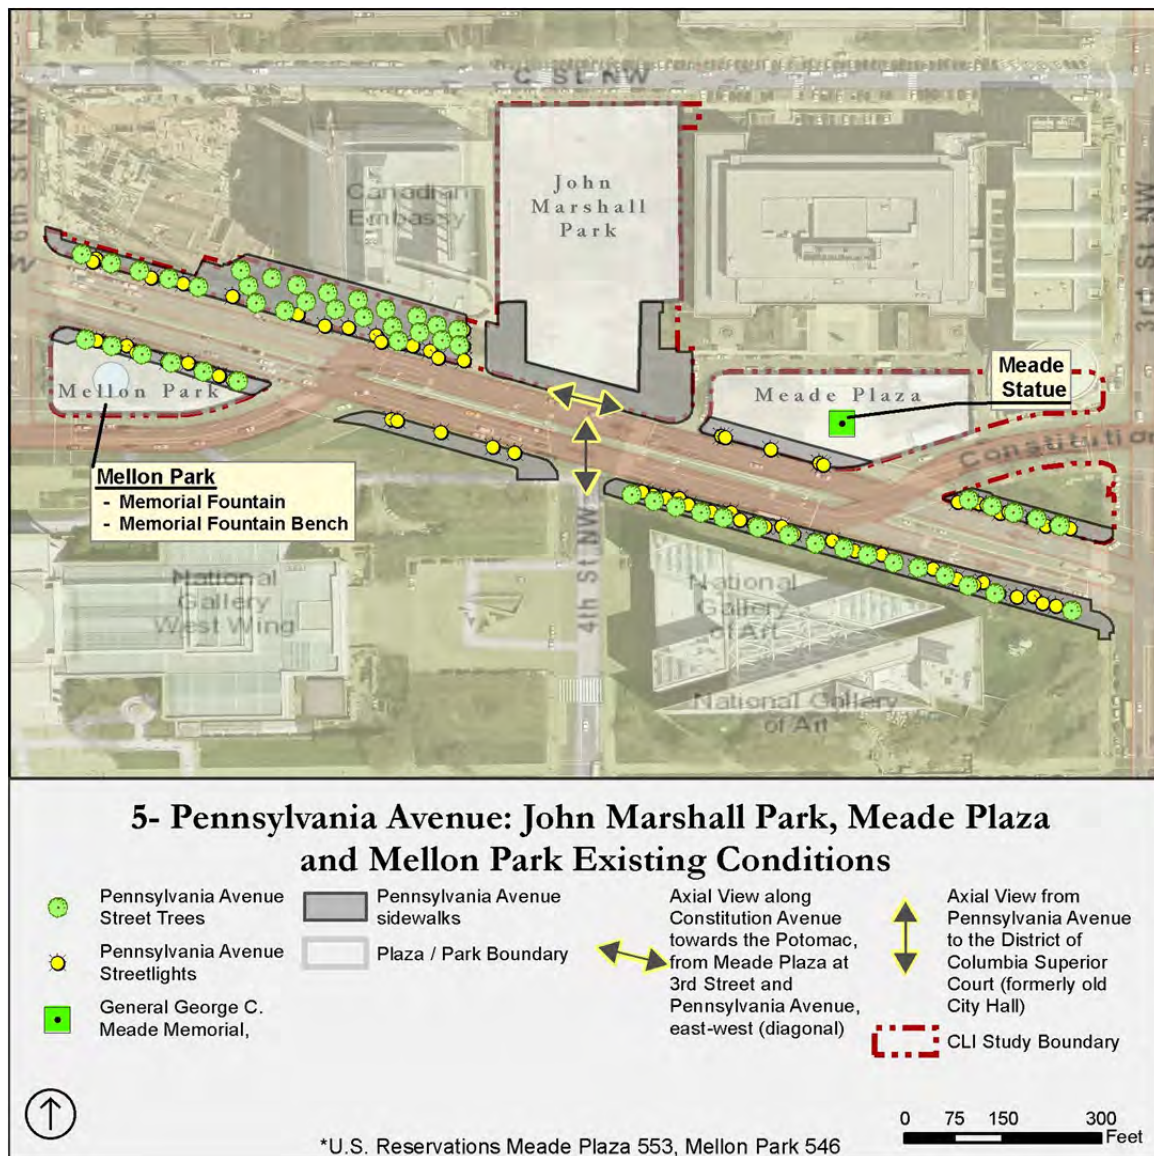 C St NW
N 6th St NW
Canadian
Embassy
John
Marshall
Park
3rd St NW
Meade
Statue
Meade Plaza
Mellon Park
Constitution
Mellon Park
- Memorial Fountain
- Memorial Fountain Bench
National
Gallery
West Wing
4th St NW
National
Gallery
of Art
National Gallery
of Art
5- Pennsylvania Avenue: John Marshall Park, Meade Plaza
and Mellon Park Existing Conditions
Pennsylvania Avenue
Street Trees
Pennsylvania Avenue
Streetlights
General George C.
Meade Memorial,
Pennsylvania Avenue
sidewalks
Plaza / Park Boundary
Axial View along
Constitution Avenue
towards the Potomac,
from Meade Plaza at
3rd Street and
Pennsylvania Avenue,
east-west (diagonal)
Axial View from
Pennsylvania Avenue
to the District of
Columbia Superior
Court (formerly old
City Hall)
CLI Study Boundary
0 75 150 300
Feet
*U.S. Reservations Meade Plaza 553, Mellon Park 546